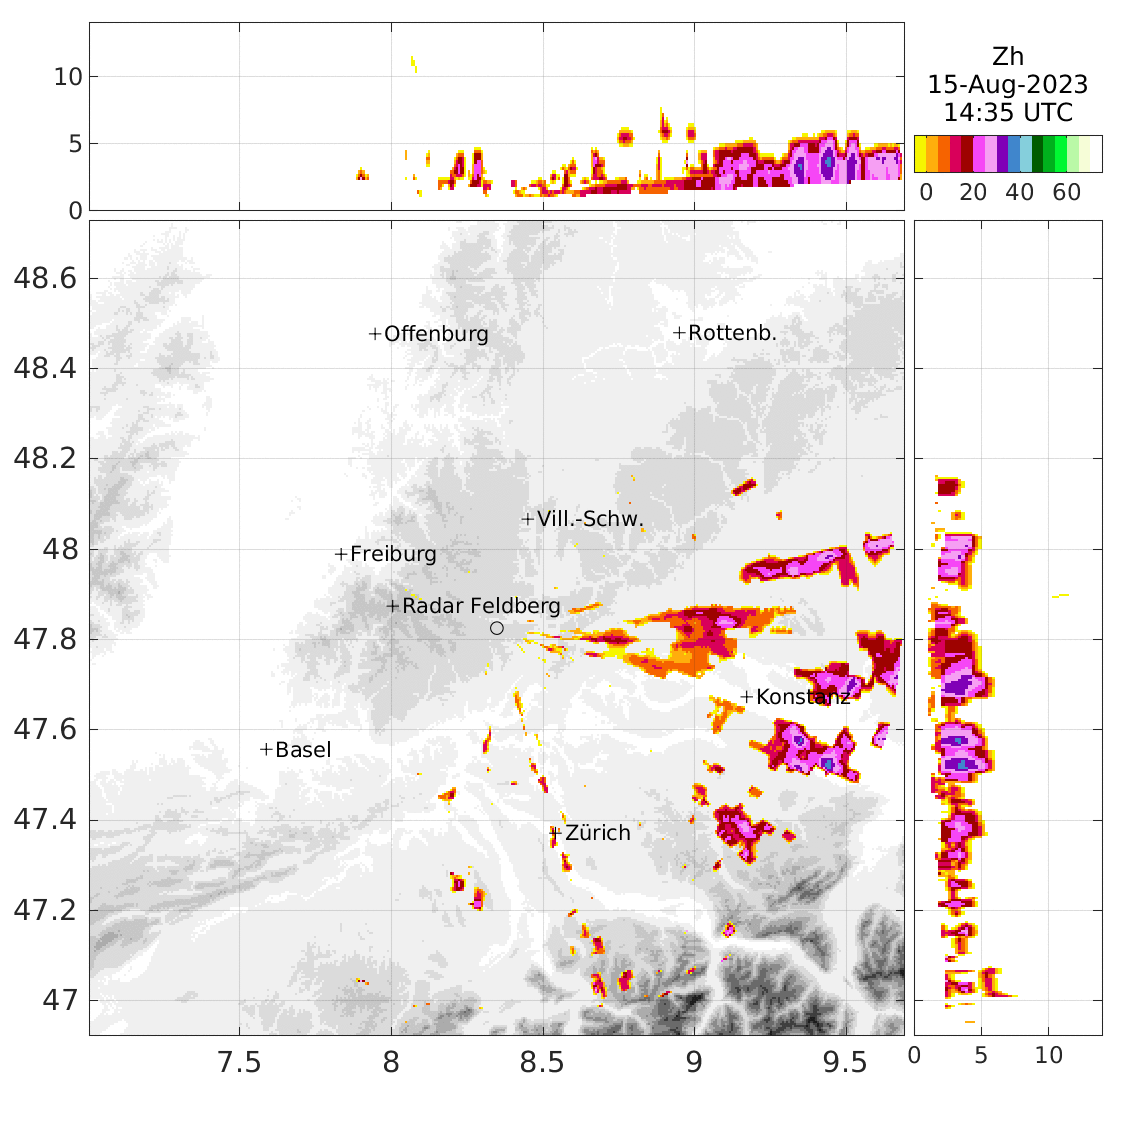 Zh
15-Aug-2023
14:35 UTC
0 20 40 60
10
5
0
48.6
48.4
48.2
48
47.8
47.6
47.4
47.2
47
Offenburg
Rottenb.
Vill.-Schw.
Freiburg
Radar Feldberg
Konstanz
Basel
Zürich
7.5 8 8.5 9 9.5
0 5 10